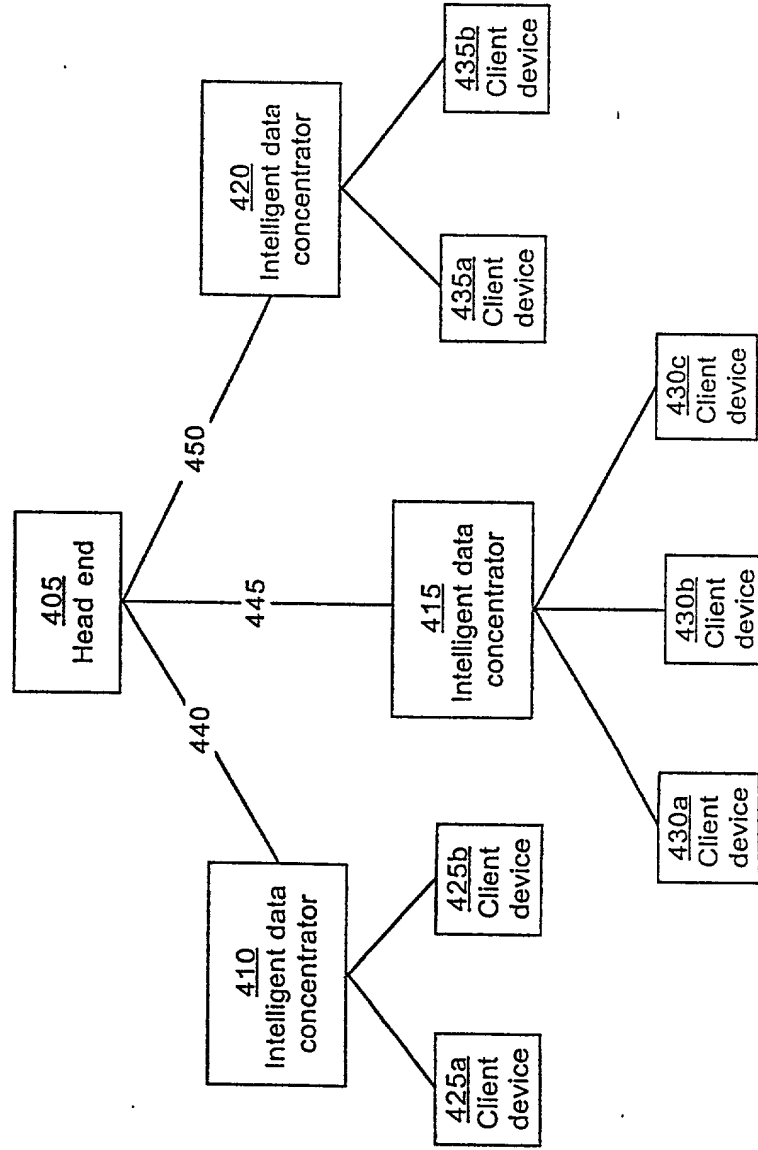 405
Head end
440
445
450
410
Intelligent data
concentrator
415
Intelligent data
concentrator
420
Intelligent data
concentrator
425a
Client
device
425b
Client
device
430a
Client
device
430b
Client
device
430c
Client
device
435a
Client
device
435b
Client
device